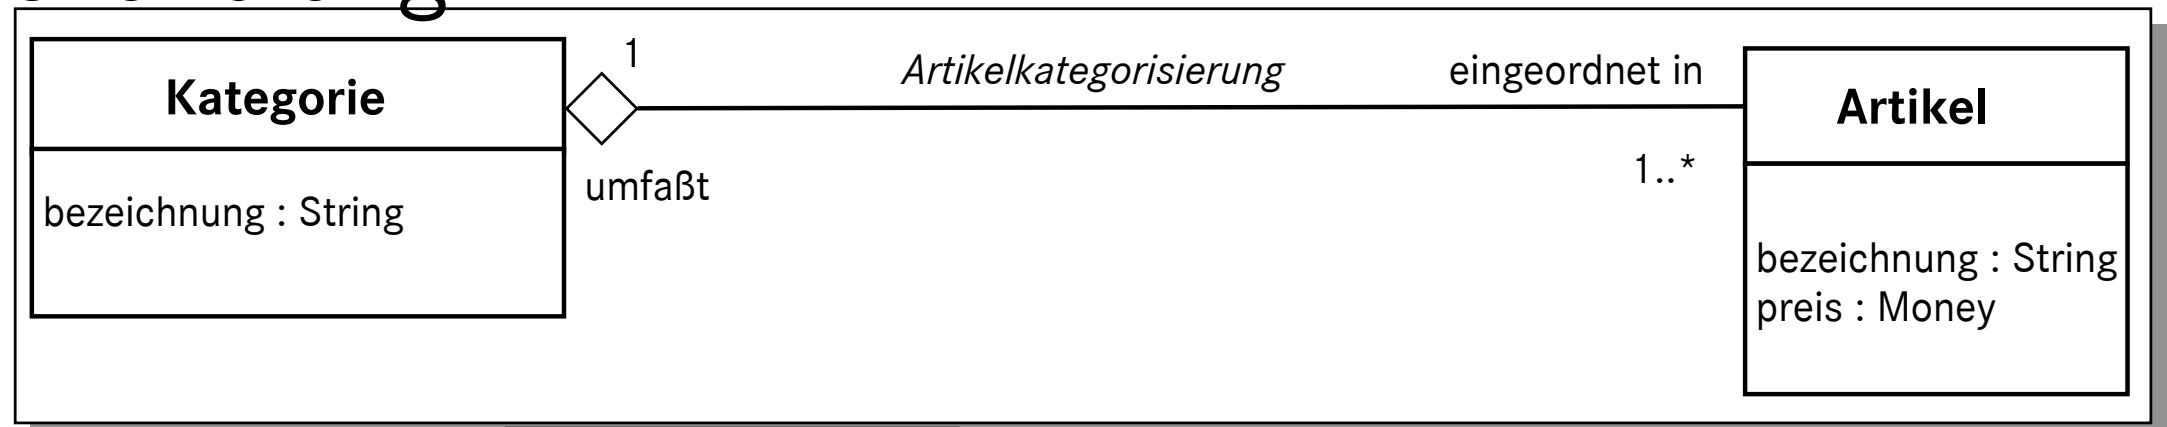 Kategorie
bezeichnung : String
1
umfaßt
Artikelkategorisierung
eingeordnet in
1..*
Artikel
bezeichnung : String
preis : Money